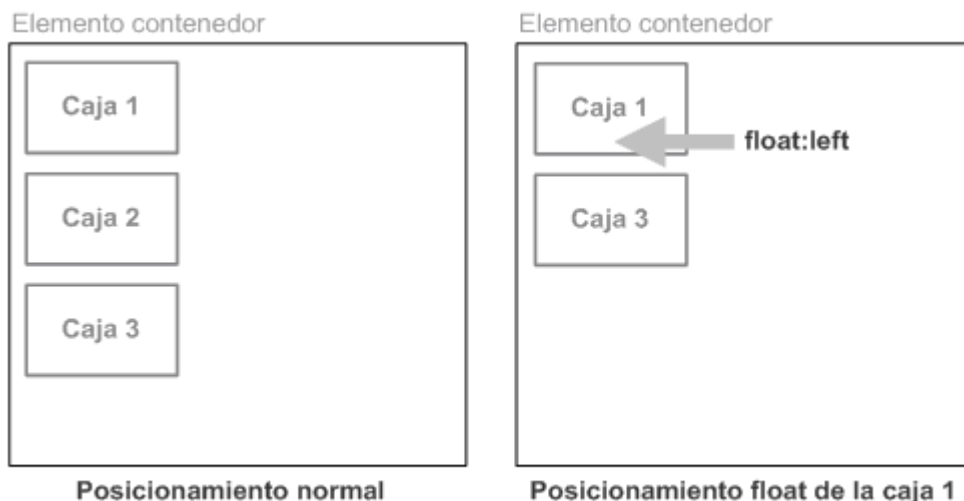 Elemento contenedor
Caja 1
Caja 2
Caja 3
Posicionamiento normal
Elemento contenedor
Caja 1
float:left
Caja 3
Posicionamiento float de la caja 1